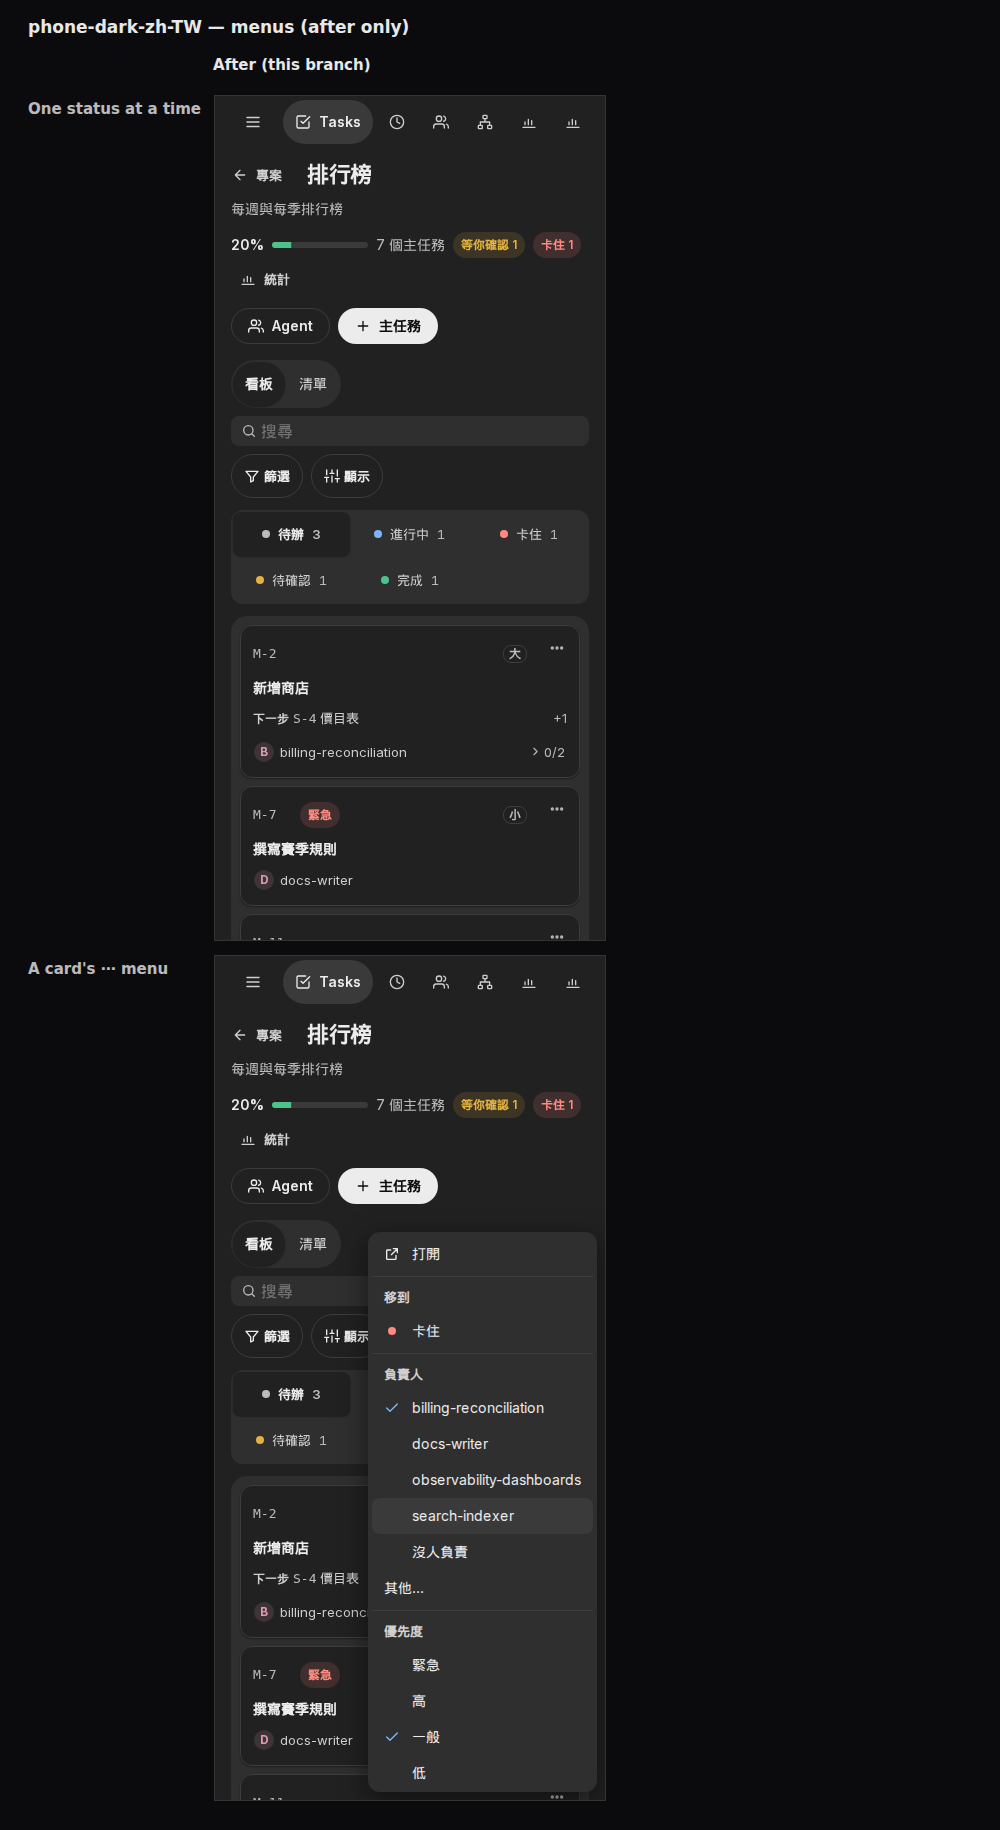 phone-dark-zh-TW — menus (after only)
After (this branch)
One status at a time
Tasks
專案 排行榜
每週與每季排行榜
20% 7 個主任務 等你確認 1 卡住 1
統計
Agent 主任務
看板 清單
搜尋
篩選 顯示
待辦 3 進行中 1 卡住 1
待確認 1 完成 1
M-2 大 •••
新增商店
下一步 S-4 價目表 +1
B billing-reconciliation 0/2
M-7 緊急 小 •••
撰寫賽季規則
D docs-writer
•••
A card's ··· menu
Tasks
專案 排行榜
每週與每季排行榜
20% 7 個主任務 等你確認 1 卡住 1
統計
Agent 主任務
看板 清單
搜尋
篩選 顯示
待辦 3
待確認 1
M-2
新增商店
下一步 S-4 價目表
B billing-reconc
M-7 緊急
撰寫賽季規則
D docs-writer
•••
打開
移到
卡住
負責人
billing-reconciliation
docs-writer
observability-dashboards
search-indexer
沒人負責
其他...
優先度
緊急
高
一般
低